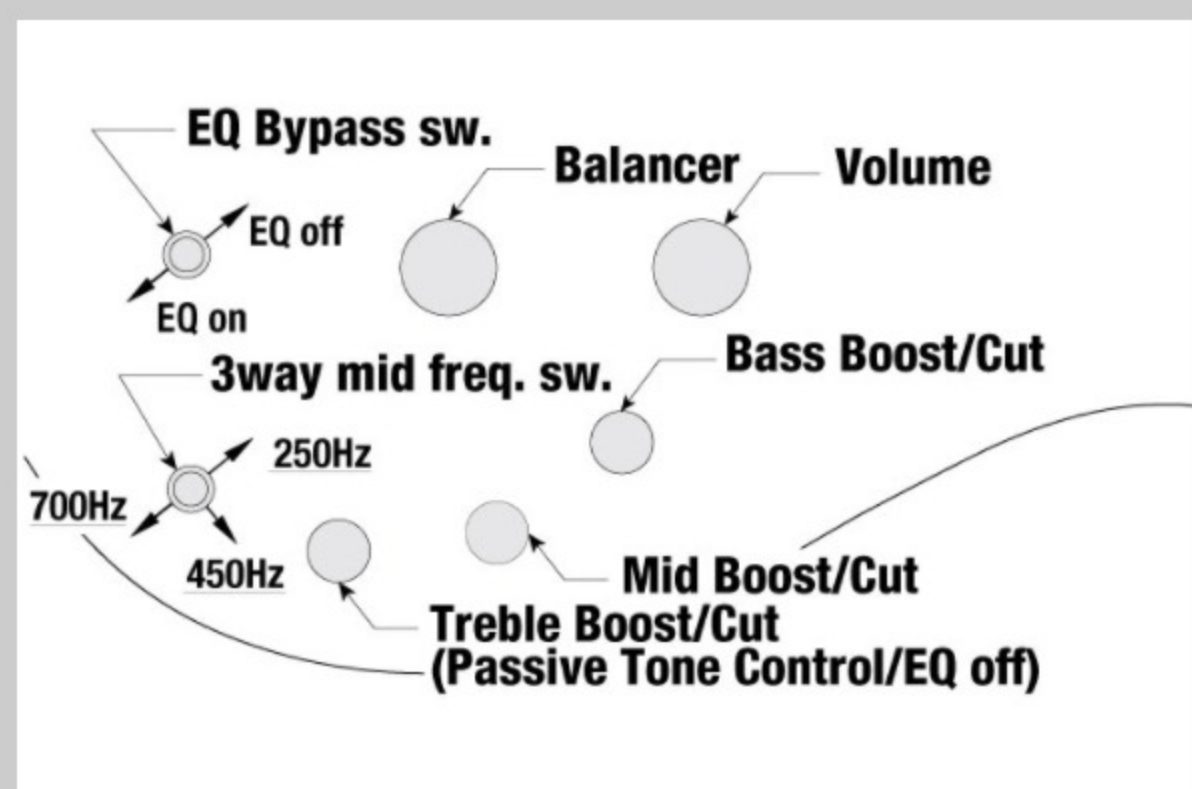 EQ Bypass sw.
Balancer
Volume
EQ off
EQ on
3way mid freq. sw.
Bass Boost/Cut
250Hz
700Hz
450Hz
Mid Boost/Cut
Treble Boost/Cut
(Passive Tone Control/EQ off)